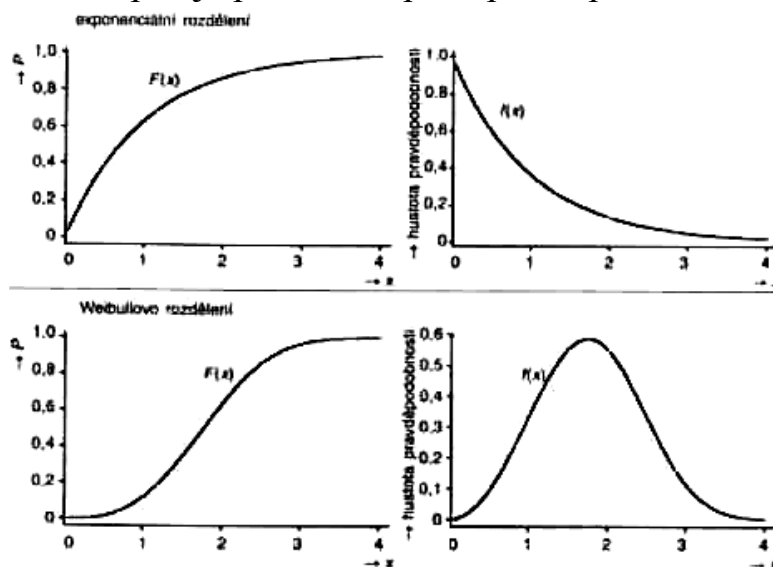 exponenciální rozdělení
→ P
1,0
0,8
0,6
0,4
0,2
0
F(x)
0 1 2 3 4
→ x
→ hustota pravděpodobnosti
1,0
0,8
0,6
0,4
0,2
0
f(x)
0 1 2 3 4
→
Weibullovo rozdělení
→ P
1,0
0,8
0,6
0,4
0,2
0
F(x)
0 1 2 3 4
→ x
→ hustota pravděpodobnosti
0,6
0,5
0,4
0,3
0,2
0,1
0
f(x)
0 1 2 3 4
→